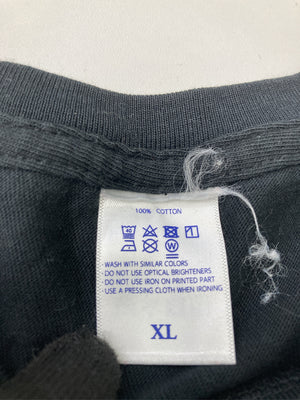 100% COTTON
W
-WASH WITH SIMILAR COLORS
-DO NOT USE OPTICAL BRIGHTENERS
-DO NOT USE IRON ON PRINTED PART
-USE A PRESSING CLOTH WHEN IRONING
XL